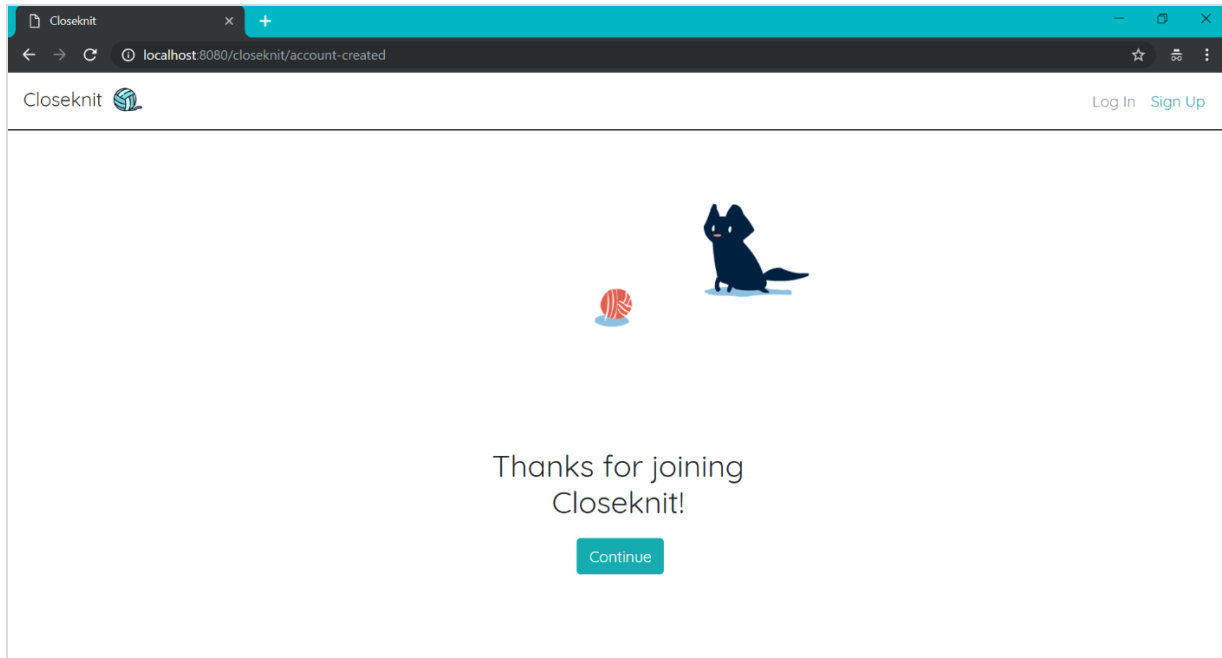 Closeknit
localhost:8080/closeknit/account-created
Closeknit
Log In Sign Up
Thanks for joining
Closeknit!
Continue